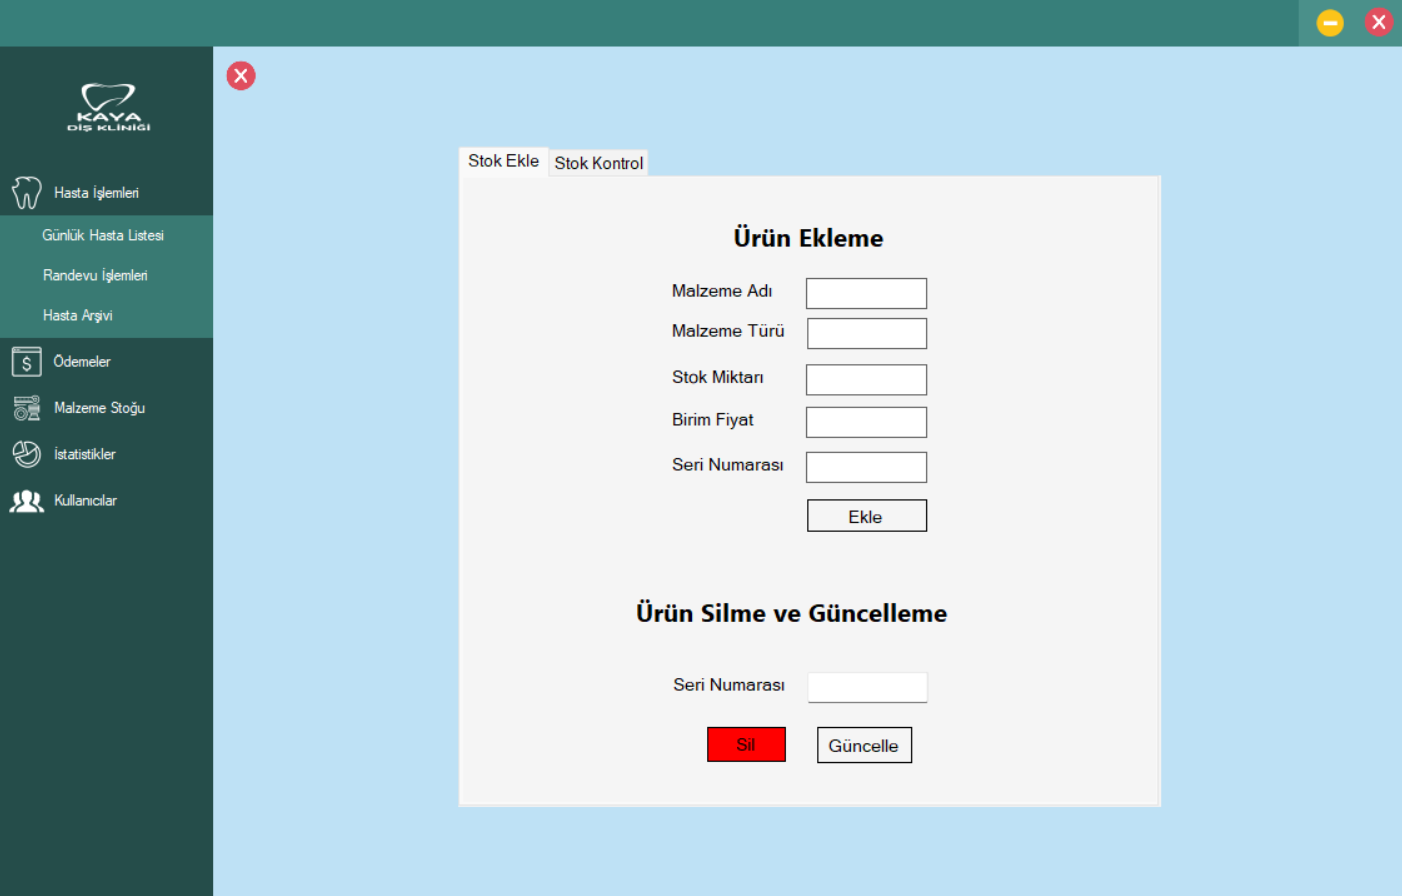 KAYA
DİŞ KLİNİĞİ
Hasta İşlemleri
Günlük Hasta Listesi
Randevu İşlemleri
Hasta Arşivi
Ödemeler
Malzeme Stoğu
İstatistikler
Kullanıcılar
Stok Ekle
Stok Kontrol
Ürün Ekleme
Malzeme Adı
Malzeme Türü
Stok Miktarı
Birim Fiyat
Seri Numarası
Ekle
Ürün Silme ve Güncelleme
Seri Numarası
Sil
Güncelle